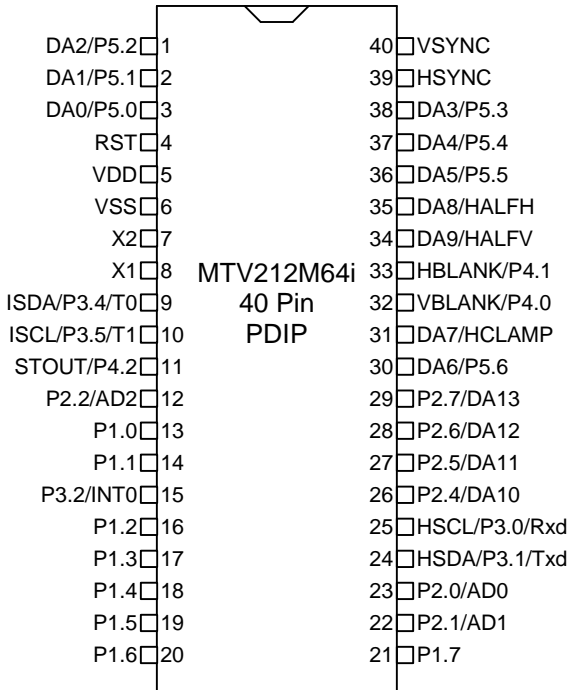 DA2/P5.2 1
DA1/P5.1 2
DA0/P5.0 3
RST 4
VDD 5
VSS 6
X2 7
X1 8
ISDA/P3.4/T0 9
ISCL/P3.5/T1 10
STOUT/P4.2 11
P2.2/AD2 12
P1.0 13
P1.1 14
P3.2/INT0 15
P1.2 16
P1.3 17
P1.4 18
P1.5 19
P1.6 20
MTV212M64i
40 Pin
PDIP
40 VSYNC
39 HSYNC
38 DA3/P5.3
37 DA4/P5.4
36 DA5/P5.5
35 DA8/HALFH
34 DA9/HALFV
33 HBLANK/P4.1
32 VBLANK/P4.0
31 DA7/HCLAMP
30 DA6/P5.6
29 P2.7/DA13
28 P2.6/DA12
27 P2.5/DA11
26 P2.4/DA10
25 HSCL/P3.0/Rxd
24 HSDA/P3.1/Txd
23 P2.0/AD0
22 P2.1/AD1
21 P1.7